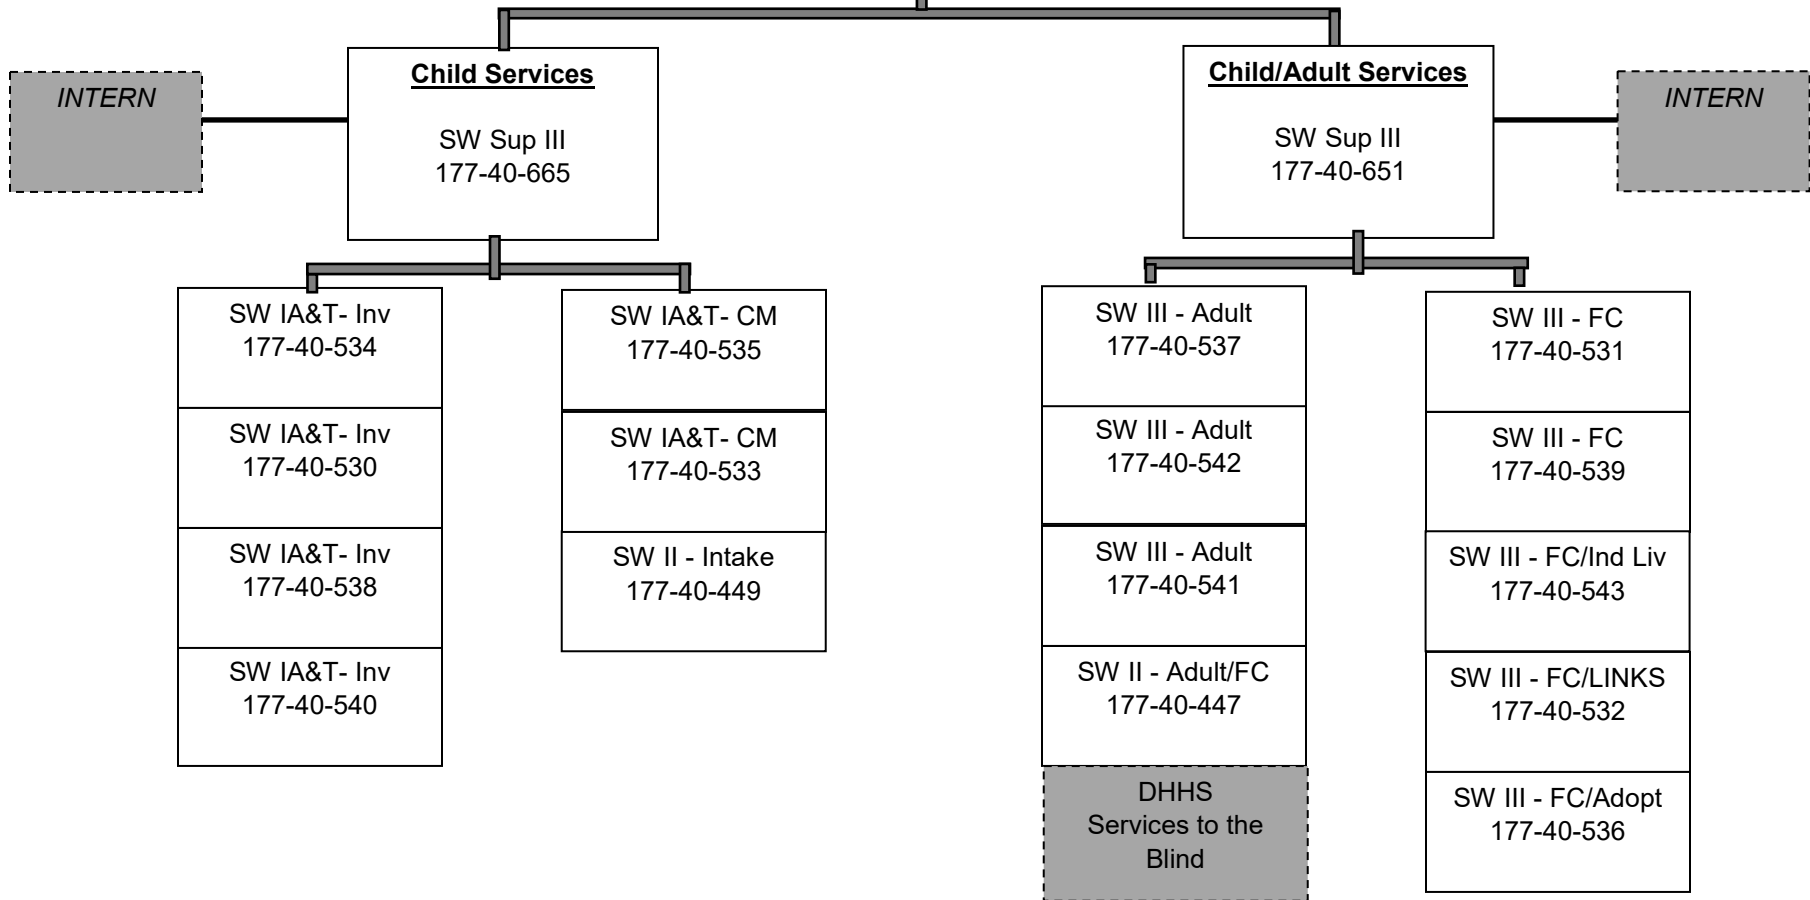 INTERN
Child Services
SW Sup III
177-40-665
Child/Adult Services
SW Sup III
177-40-651
INTERN
SW IA&T- Inv
177-40-534
SW IA&T- Inv
177-40-530
SW IA&T- Inv
177-40-538
SW IA&T- Inv
177-40-540
SW IA&T- CM
177-40-535
SW IA&T- CM
177-40-533
SW II - Intake
177-40-449
SW III - Adult
177-40-537
SW III - Adult
177-40-542
SW III - Adult
177-40-541
SW II - Adult/FC
177-40-447
DHHS
Services to the
Blind
SW III - FC
177-40-531
SW III - FC
177-40-539
SW III - FC/Ind Liv
177-40-543
SW III - FC/LINKS
177-40-532
SW III - FC/Adopt
177-40-536